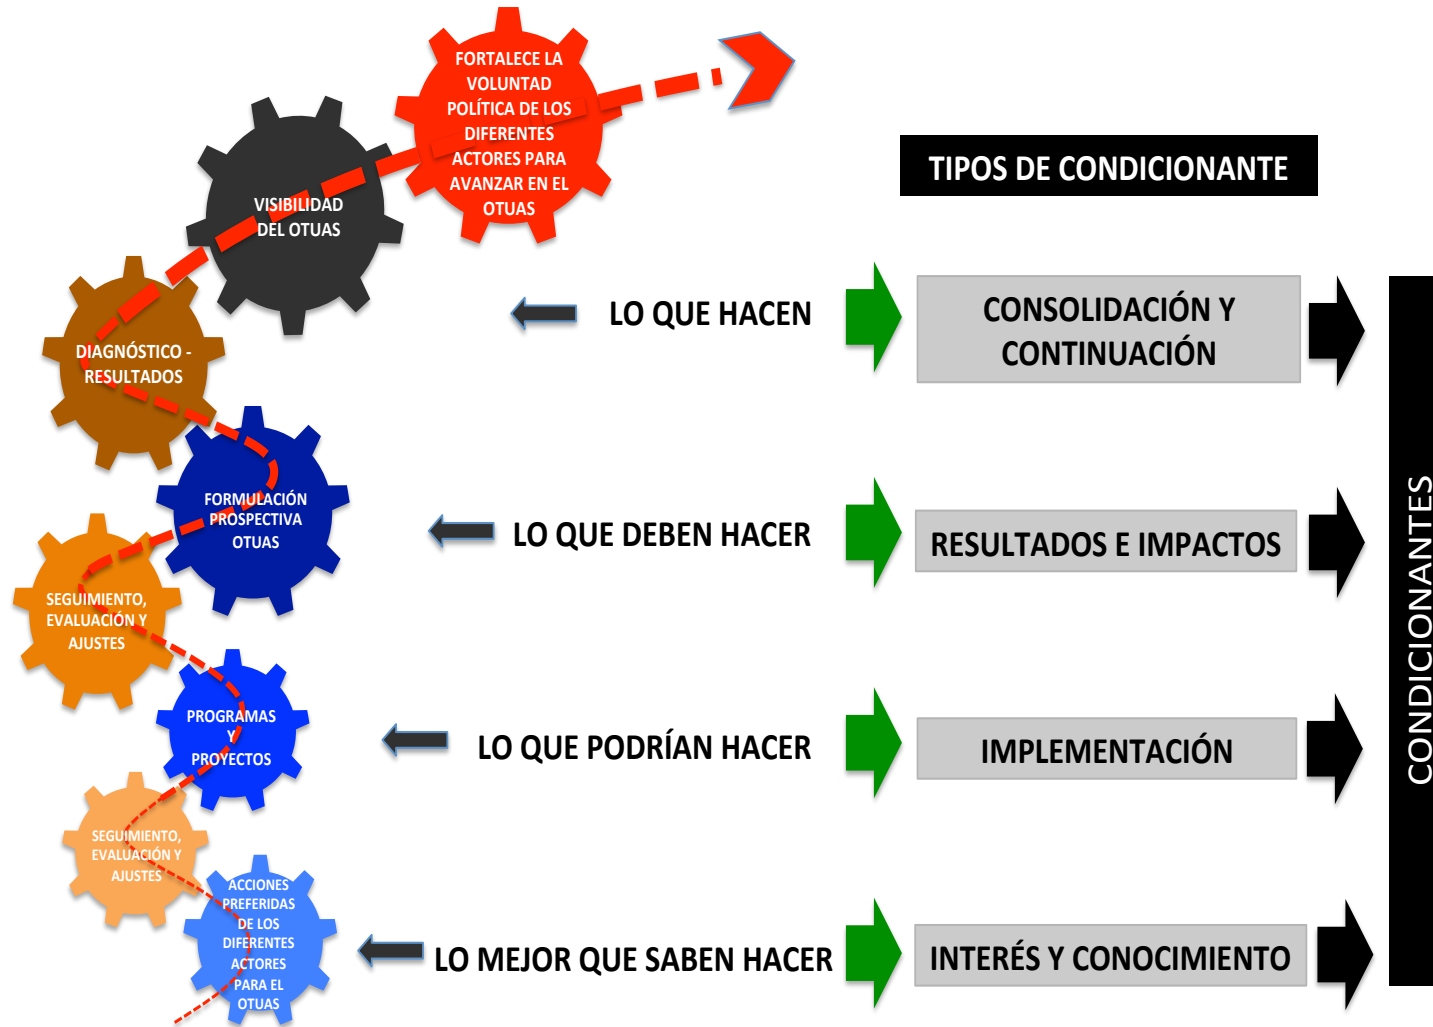 FORTALECE LA
VOLUNTAD
POLÍTICA DE LOS
DIFERENTES
ACTORES PARA
AVANZAR EN EL
OTUAS
VISIBILIDAD
DEL OTUAS
DIAGNÓSTICO -
RESULTADOS
FORMULACIÓN
PROSPECTIVA
OTUAS
SEGUIMIENTO,
EVALUACIÓN Y
AJUSTES
PROGRAMAS
Y
PROYECTOS
SEGUIMIENTO,
EVALUACIÓN Y
AJUSTES
ACCIONES
PREFERIDAS
DE LOS
DIFERENTES
ACTORES
PARA EL
OTUAS
LO QUE HACEN
LO QUE DEBEN HACER
LO QUE PODRÍAN HACER
LO MEJOR QUE SABEN HACER
TIPOS DE CONDICIONANTE
CONSOLIDACIÓN Y
CONTINUACIÓN
RESULTADOS E IMPACTOS
IMPLEMENTACIÓN
INTERÉS Y CONOCIMIENTO
CONDICIONANTES